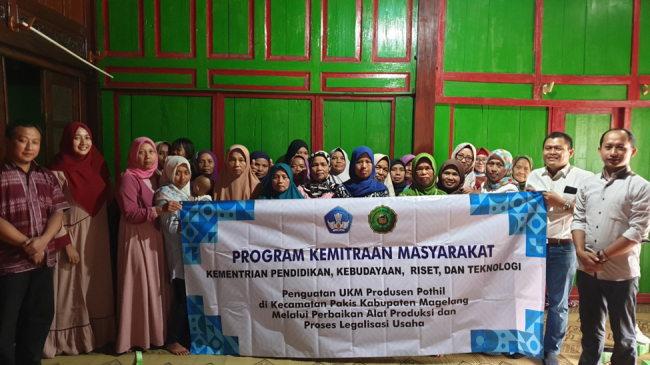 PROGRAM KEMITRAAN MASYARAKAT
KEMENTRIAN PENDIDIKAN, KEBUDAYAAN, RISET, DAN TEKNOLOGI
Penguatan UKM Produsen Pothil
di Kecamatan Pakis Kabupaten Magelang
Melalui Perbaikan Alat Produksi dan
Proses Legalisasi Usaha